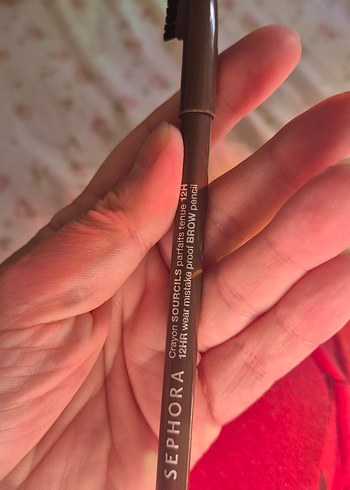 SEPHORA
Crayon SOURCILS parfaits tenue 12H
12HR wear mistake proof BROW pencil